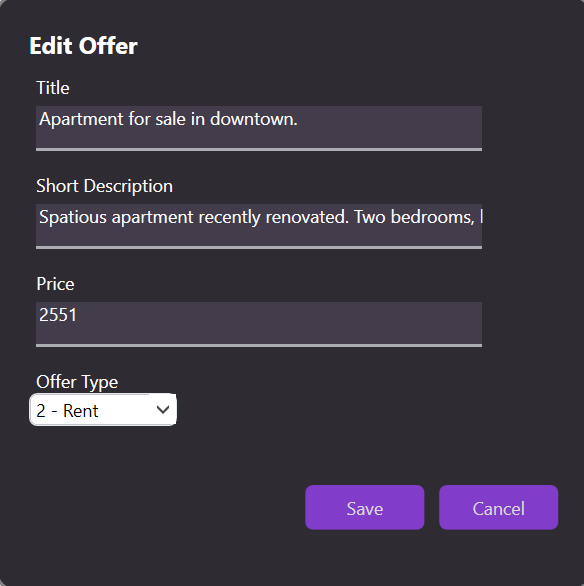 Edit Offer
Title
Apartment for sale in downtown.
Short Description
Spatious apartment recently renovated. Two bedrooms,
Price
2551
Offer Type
2 - Rent
Save
Cancel